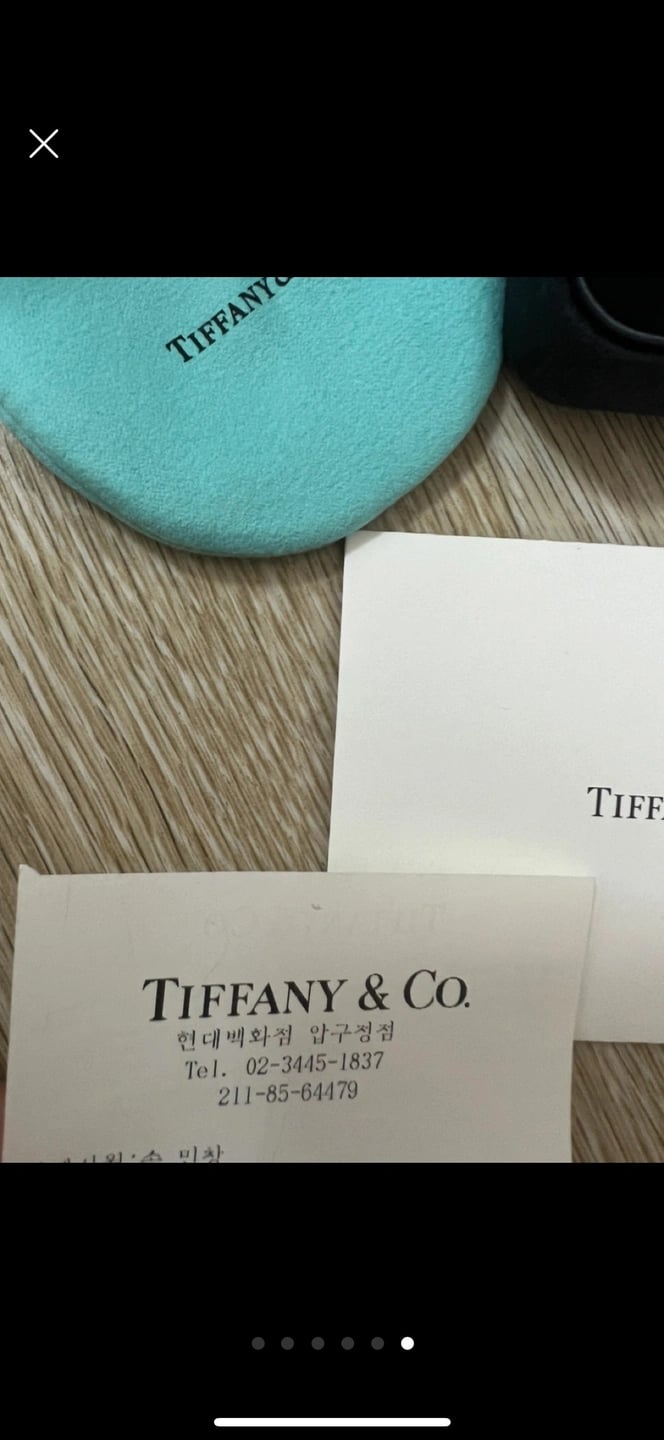 TIFFANY&
TIFF
TIFFANY & CO.
현대백화점 압구정점
Tel. 02-3445-1837
211-85-64479